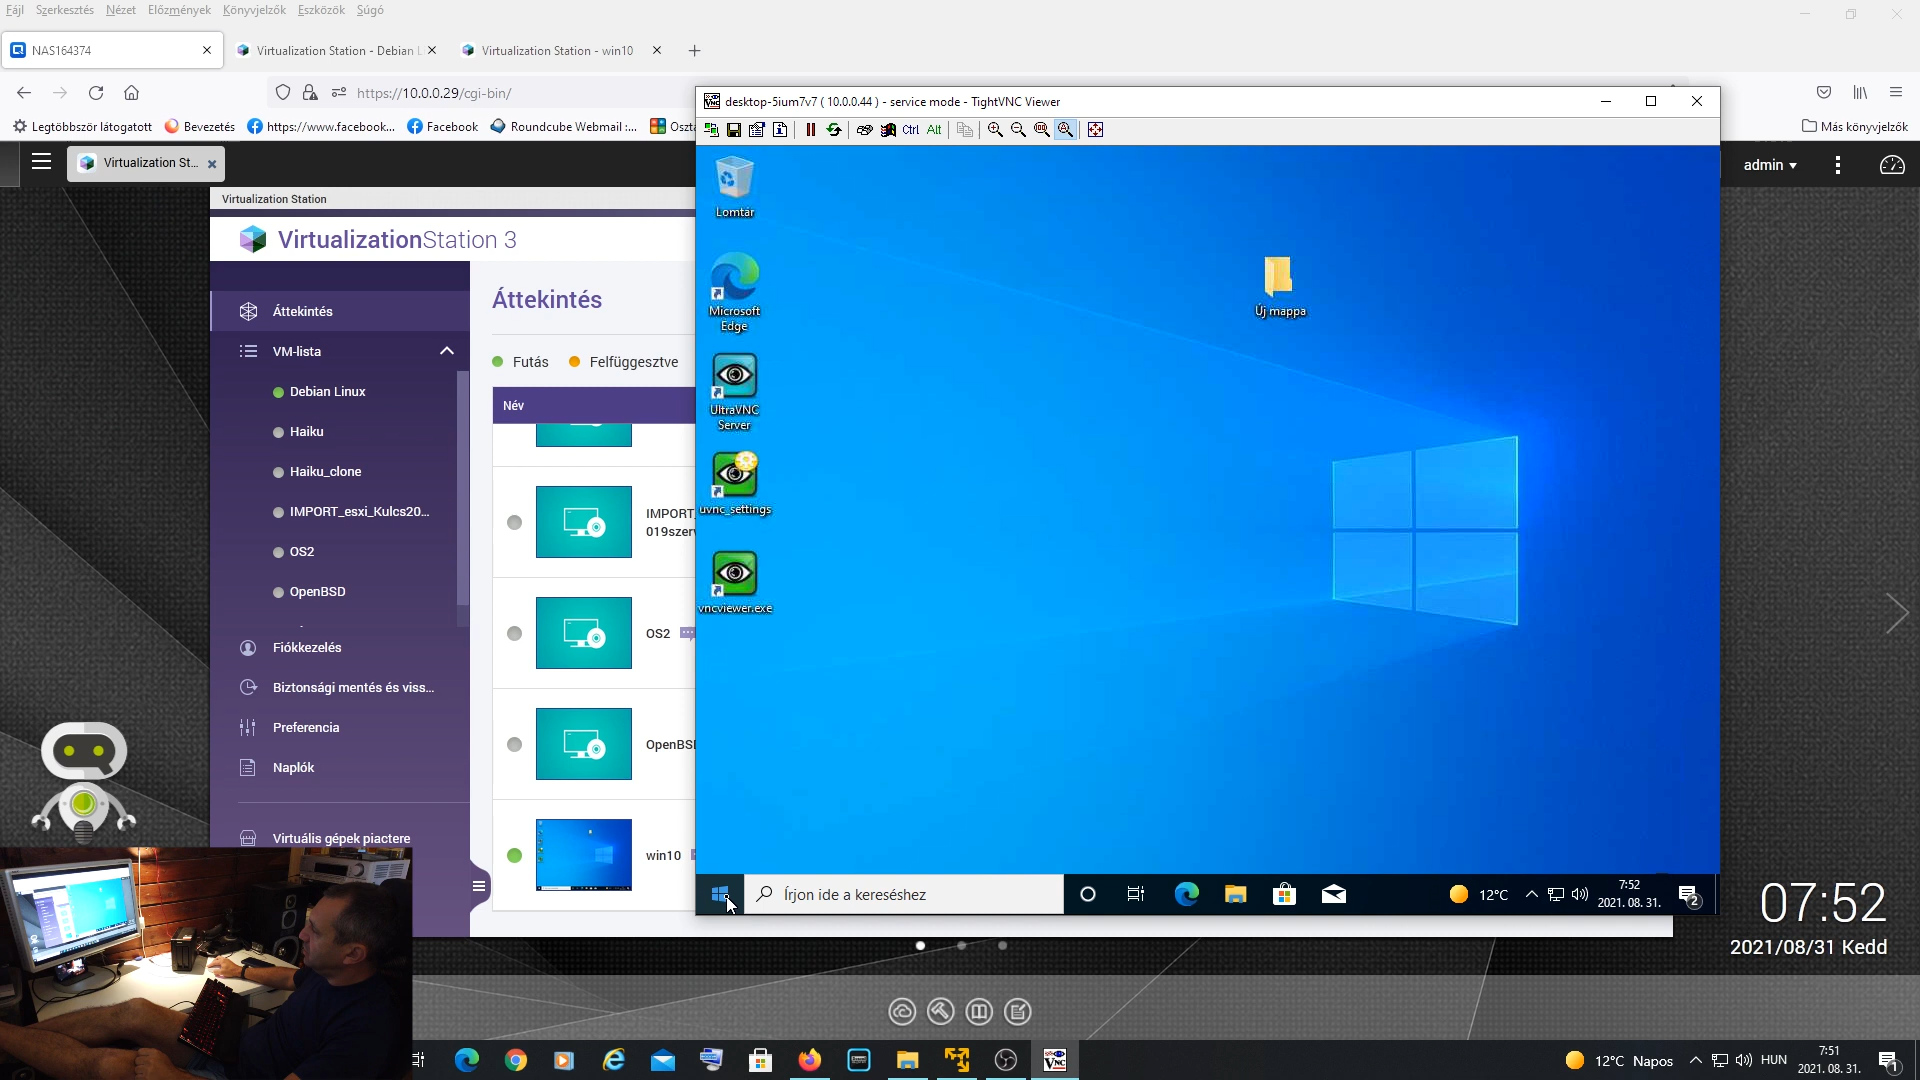 Fájl Szerkesztés Nézet Előzmények Könyvjelzők Eszközök Súgó
NAS164374
Virtualization Station - Debian L
Virtualization Station - win10
https://10.0.0.29/cgi-bin/
Legtöbbször látogatott
Bevezetés
https://www.facebook...
Facebook
Roundcube Webmail :...
Más könyvjelzők
desktop-5ium7v7 ( 10.0.0.44 ) - service mode - TightVNC Viewer
Ctrl Alt
Virtualization St...
admin
Virtualization Station
VirtualizationStation 3
Áttekintés
VM-lista
Debian Linux
Haiku
Haiku_clone
IMPORT_esxi_Kulcs20...
OS2
OpenBSD
Fiókkezelés
Biztonsági mentés és viss...
Preferencia
Naplók
Virtuális gépek piactere
Áttekintés
Futás
Felfüggesztve
Név
IMPORT_
019szerv
OS2
OpenBSD
win10
Lomtár
Microsoft
Edge
UltraVNC
Server
uvnc_settings
vncviewer.exe
Új mappa
Írjon ide a kereséshez
12°C
7:52
2021. 08. 31.
2
07:52
2021/08/31 Kedd
12°C Napos
HUN
7:51
2021. 08. 31.
1